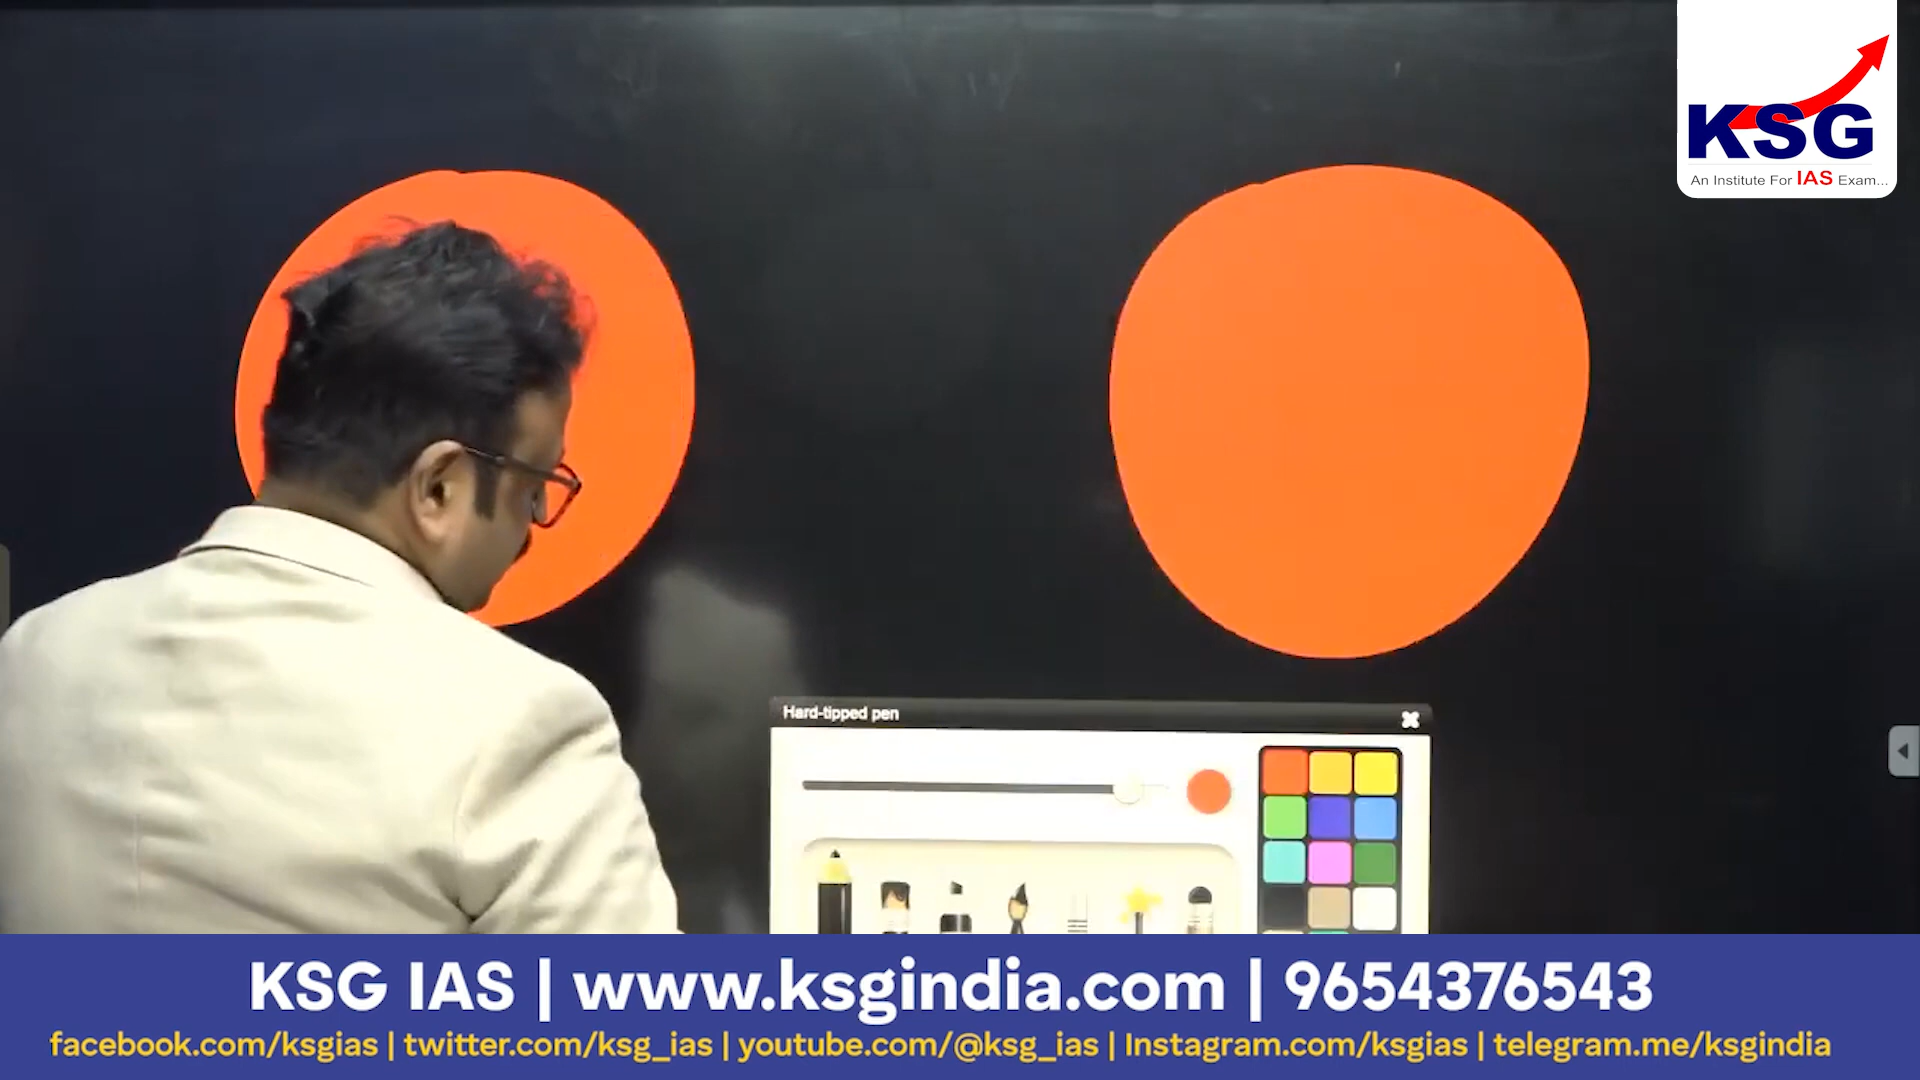 KSG
An Institute For IAS Exam...
Hard-tipped pen
KSG IAS | www.ksgindia.com | 9654376543
facebook.com/ksgias | twitter.com/ksg_ias | youtube.com/@ksg_ias | Instagram.com/ksgias | telegram.me/ksgindia